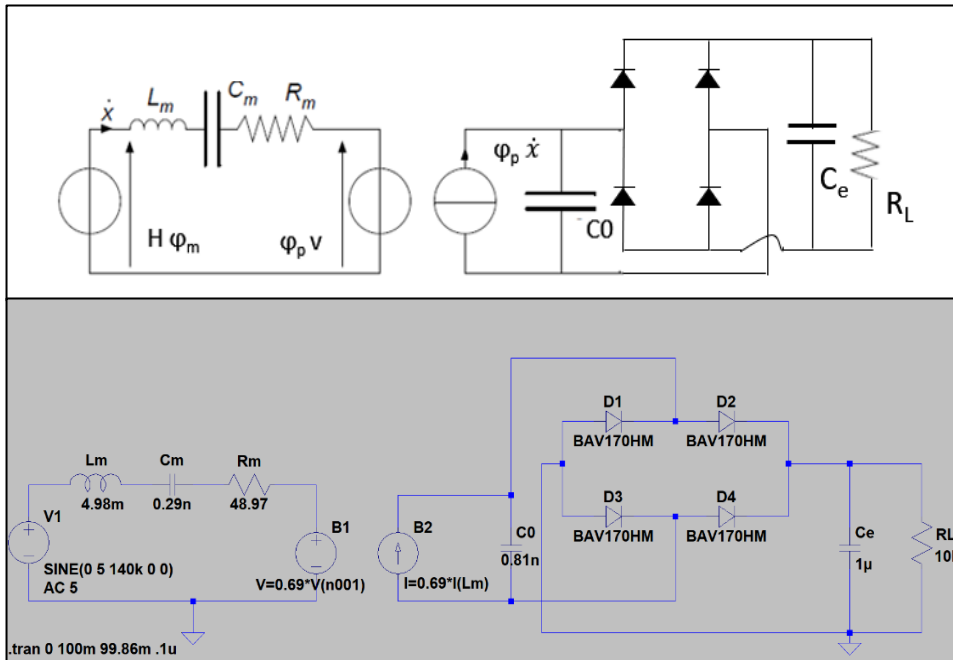 ẋ
Lm
Cm
Rm
H φm
φp v
φp ẋ
C0
Ce
RL
V1
SINE(0 5 140k 0 0)
AC 5
Lm
4.98m
Cm
0.29n
Rm
48.97
B1
V=0.69*V(n001)
B2
I=0.69*I(Lm)
C0
0.81n
D1
BAV170HM
D2
BAV170HM
D3
BAV170HM
D4
BAV170HM
Ce
1µ
RL
.tran 0 100m 99.86m .1u